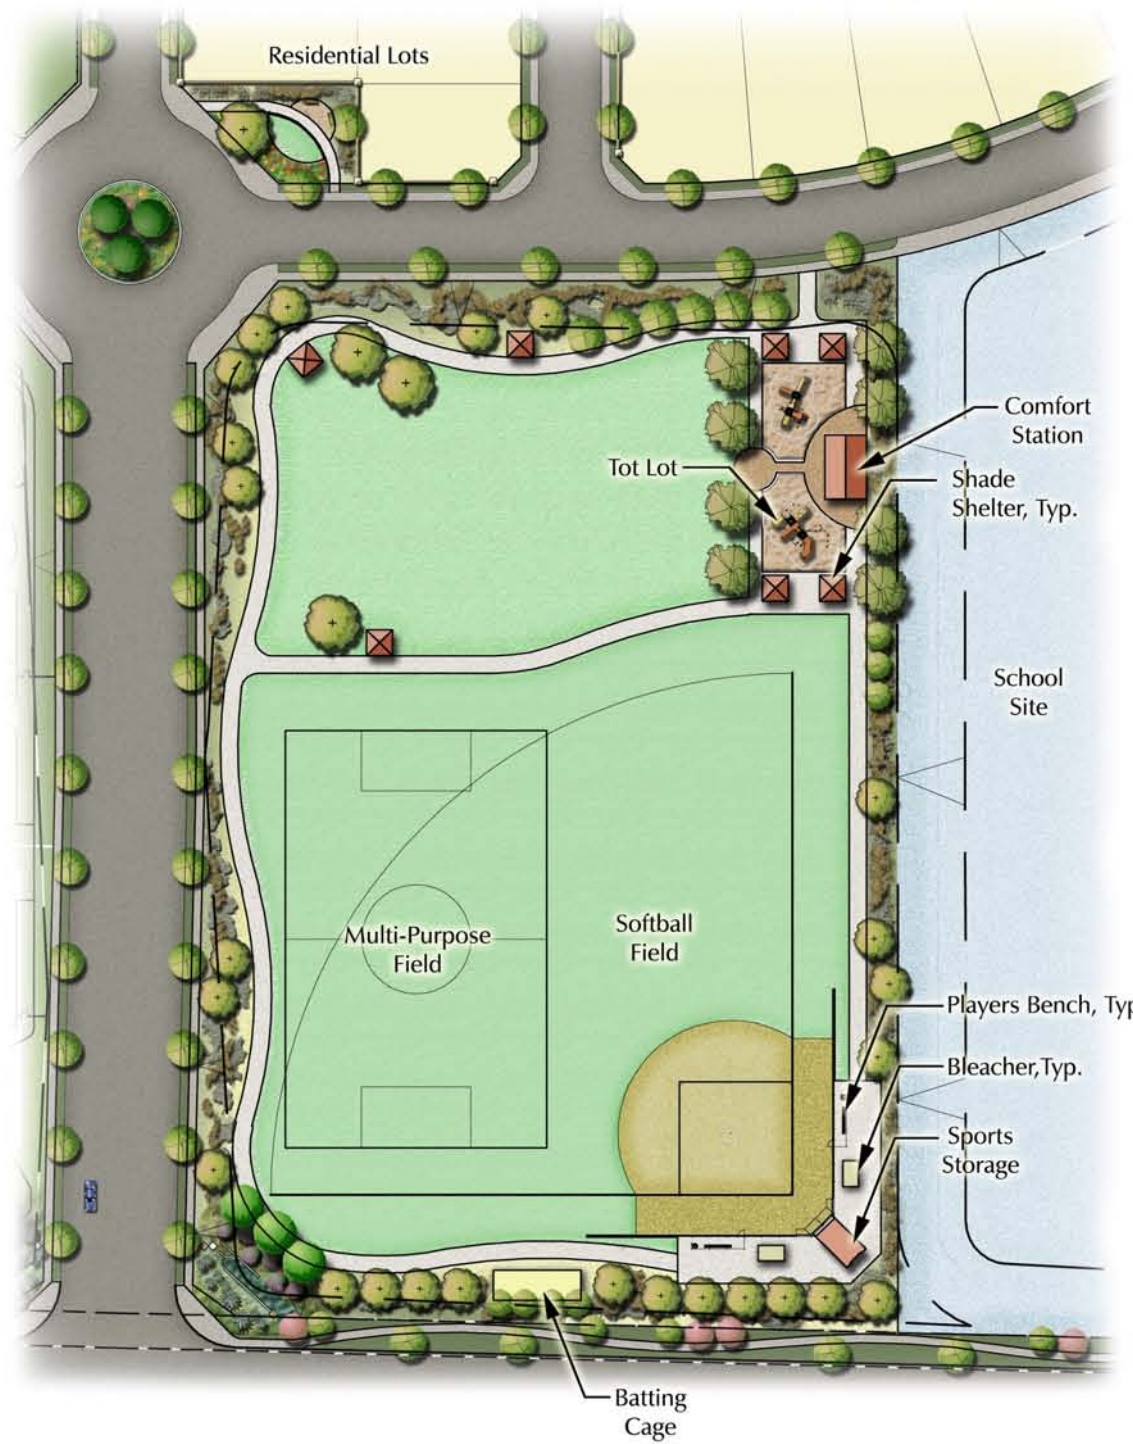 Residential Lots
Comfort
Station
Tot Lot
Shade
Shelter, Typ.
School
Site
Multi-Purpose
Field
Softball
Field
Players Bench, Typ
Bleacher,Typ.
Sports
Storage
Batting
Cage